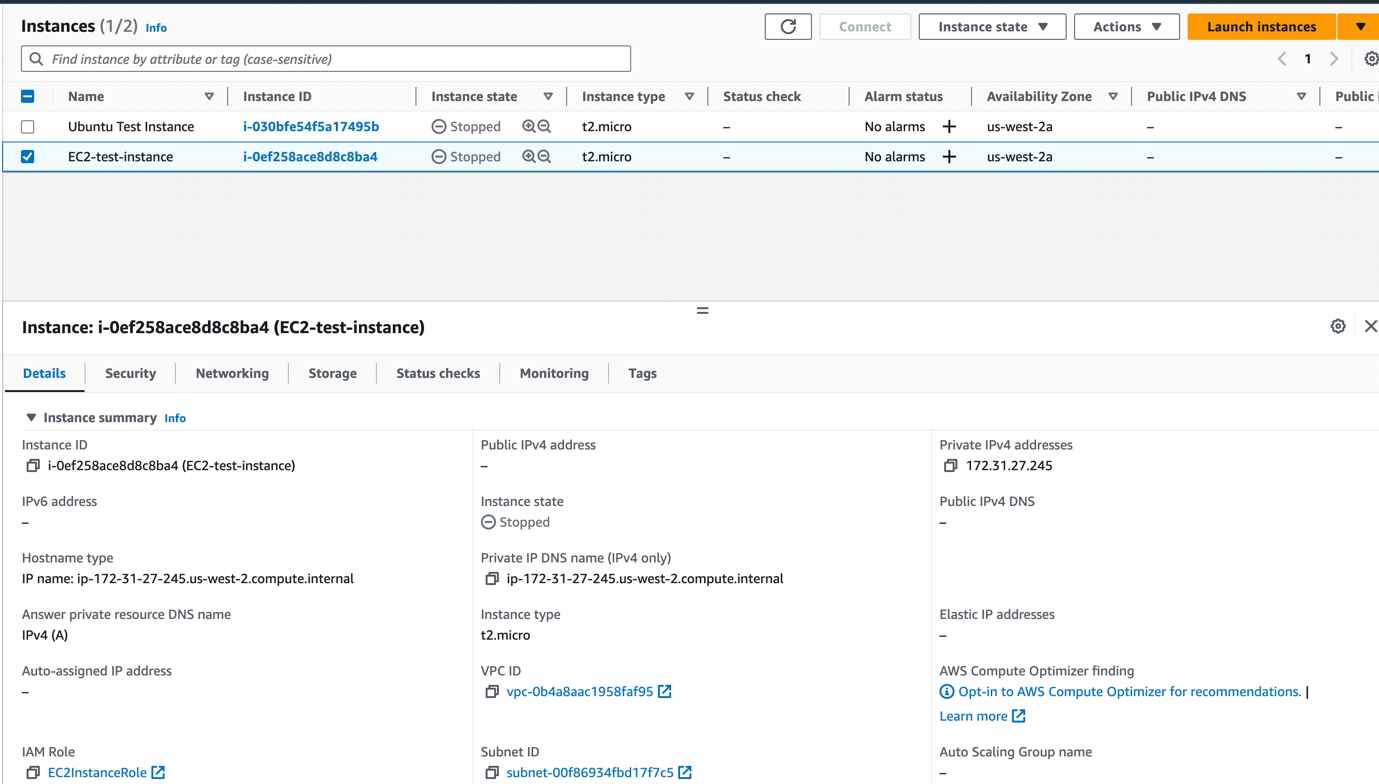 Instances (1/2) Info
Connect
Instance state
Actions
Launch instances
Find instance by attribute or tag (case-sensitive)
1
Name Instance ID Instance state Instance type Status check Alarm status Availability Zone Public IPv4 DNS Public
Ubuntu Test Instance i-030bfe54f5a17495b Stopped t2.micro – No alarms + us-west-2a – –
EC2-test-instance i-0ef258ace8d8c8ba4 Stopped t2.micro – No alarms + us-west-2a – –
Instance: i-0ef258ace8d8c8ba4 (EC2-test-instance)
Details Security Networking Storage Status checks Monitoring Tags
Instance summary Info
Instance ID
i-0ef258ace8d8c8ba4 (EC2-test-instance)
Public IPv4 address
–
Private IPv4 addresses
172.31.27.245
IPv6 address
–
Instance state
Stopped
Public IPv4 DNS
–
Hostname type
IP name: ip-172-31-27-245.us-west-2.compute.internal
Private IP DNS name (IPv4 only)
ip-172-31-27-245.us-west-2.compute.internal
Answer private resource DNS name
IPv4 (A)
Instance type
t2.micro
Elastic IP addresses
–
Auto-assigned IP address
–
VPC ID
vpc-0b4a8aac1958faf95
AWS Compute Optimizer finding
Opt-in to AWS Compute Optimizer for recommendations. |
Learn more
IAM Role
EC2InstanceRole
Subnet ID
subnet-00f86934fbd17f7c5
Auto Scaling Group name
–